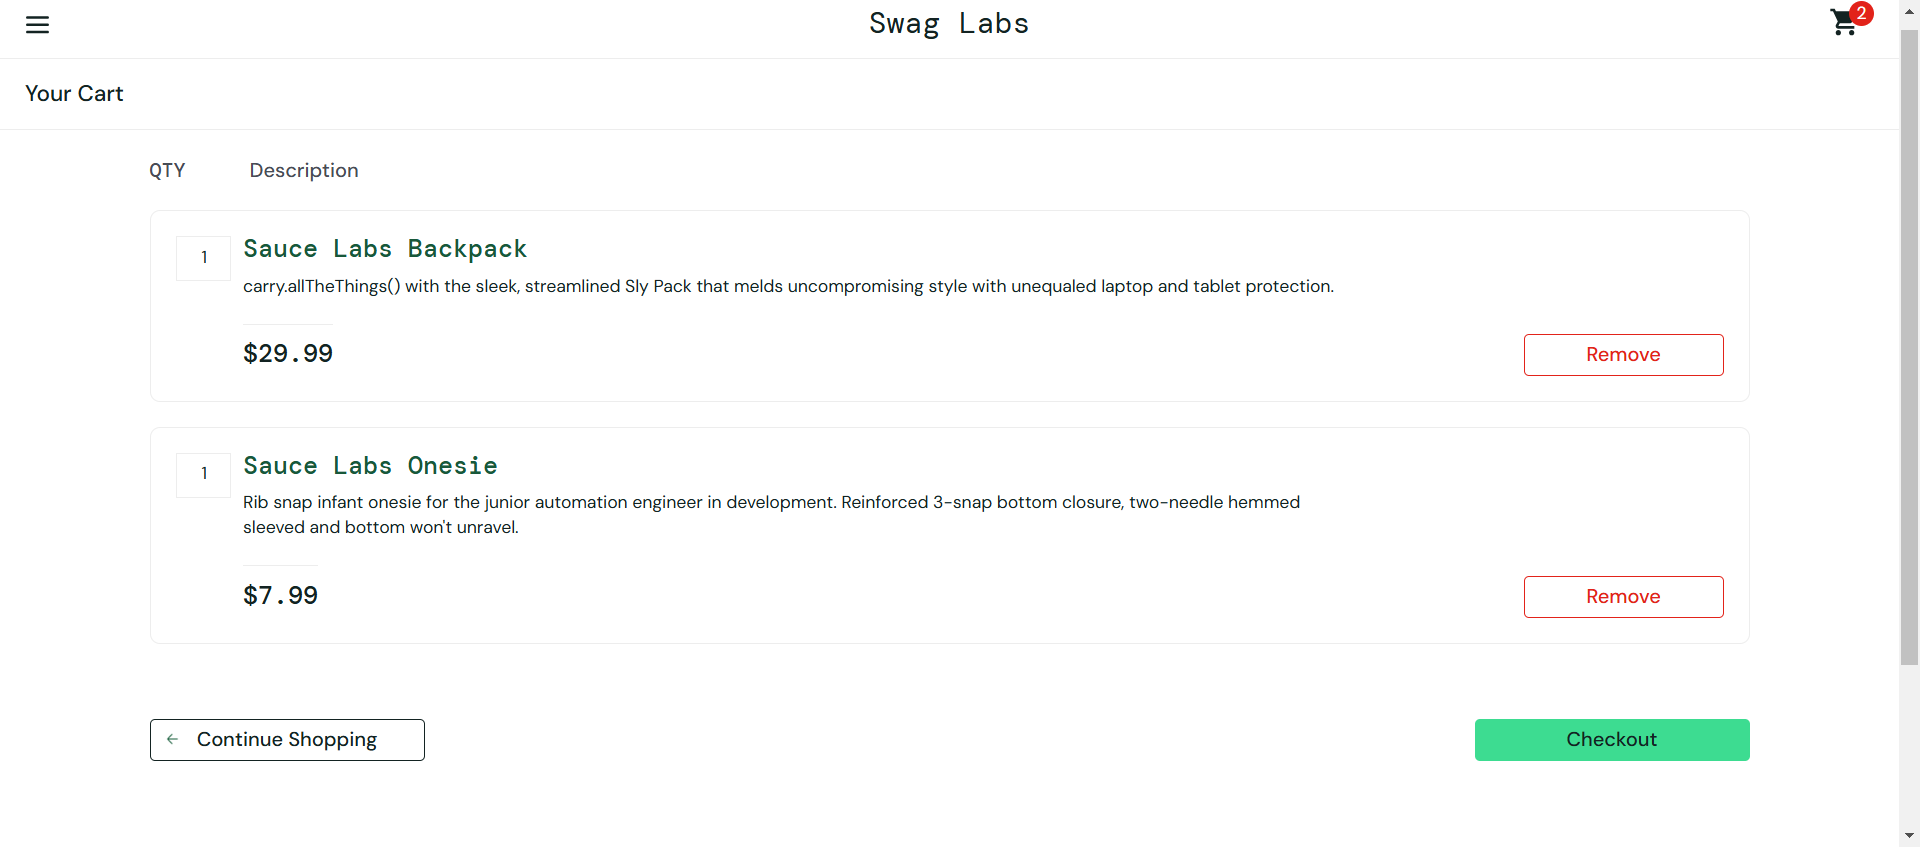 Swag Labs
2
Your Cart
QTY Description
1
Sauce Labs Backpack
carry.allTheThings() with the sleek, streamlined Sly Pack that melds uncompromising style with unequaled laptop and tablet protection.
$29.99
Remove
1
Sauce Labs Onesie
Rib snap infant onesie for the junior automation engineer in development. Reinforced 3-snap bottom closure, two-needle hemmed
sleeved and bottom won't unravel.
$7.99
Remove
Continue Shopping
Checkout